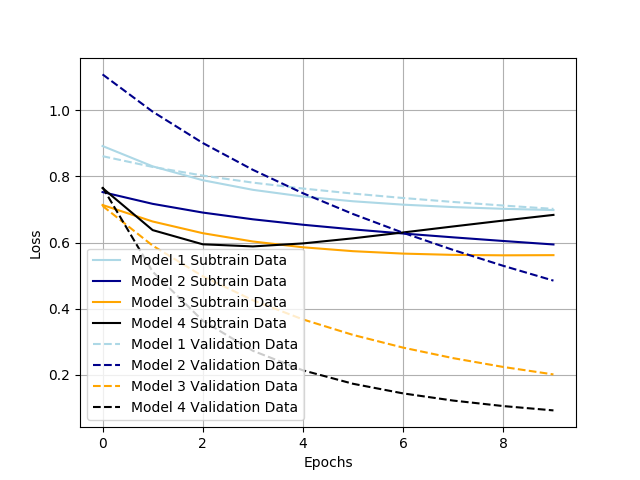 1.0
0.8
0.6
0.4
0.2
Loss
Model 1 Subtrain Data
Model 2 Subtrain Data
Model 3 Subtrain Data
Model 4 Subtrain Data
Model 1 Validation Data
Model 2 Validation Data
Model 3 Validation Data
Model 4 Validation Data
0 2 4 6 8
Epochs